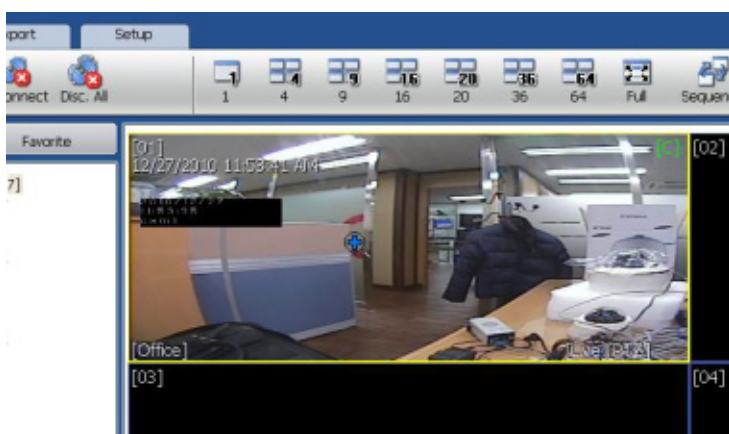 xport Setup
onnect Disc. All 1 4 9 16 20 36 64 Full Sequen
Favorite
7]
[01] [C] [02]
12/27/2010 11:53:41 AM
[Office]
[03] [04]